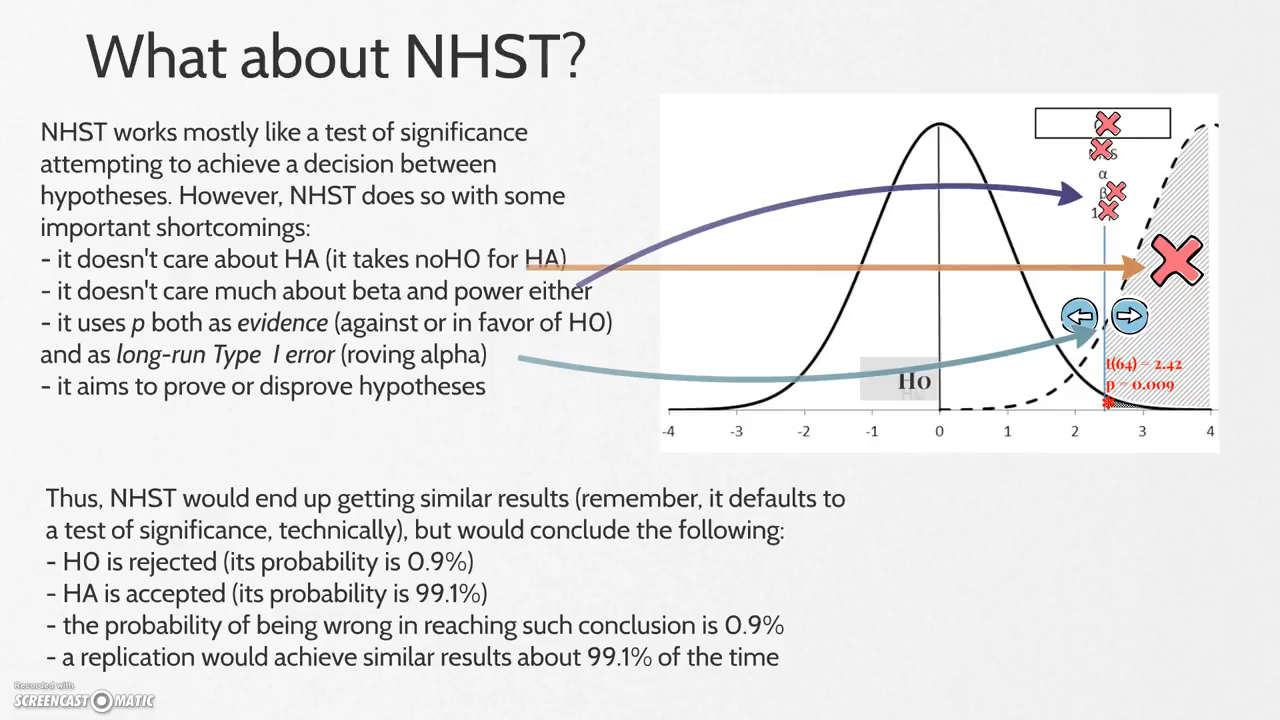 What about NHST?
NHST works mostly like a test of significance
attempting to achieve a decision between
hypotheses. However, NHST does so with some
important shortcomings:
- it doesn't care about HA (it takes noH0 for HA)
- it doesn't care much about beta and power either
- it uses p both as evidence (against or in favor of H0)
and as long-run Type I error (roving alpha)
- it aims to prove or disprove hypotheses
α
β
t(64) = 2.42
p = 0.009
*
Ho
-4 -3 -2 -1 0 1 2 3 4
Thus, NHST would end up getting similar results (remember, it defaults to
a test of significance, technically), but would conclude the following:
- H0 is rejected (its probability is 0.9%)
- HA is accepted (its probability is 99.1%)
- the probability of being wrong in reaching such conclusion is 0.9%
- a replication would achieve similar results about 99.1% of the time
Recorded with
SCREENCAST-O-MATIC